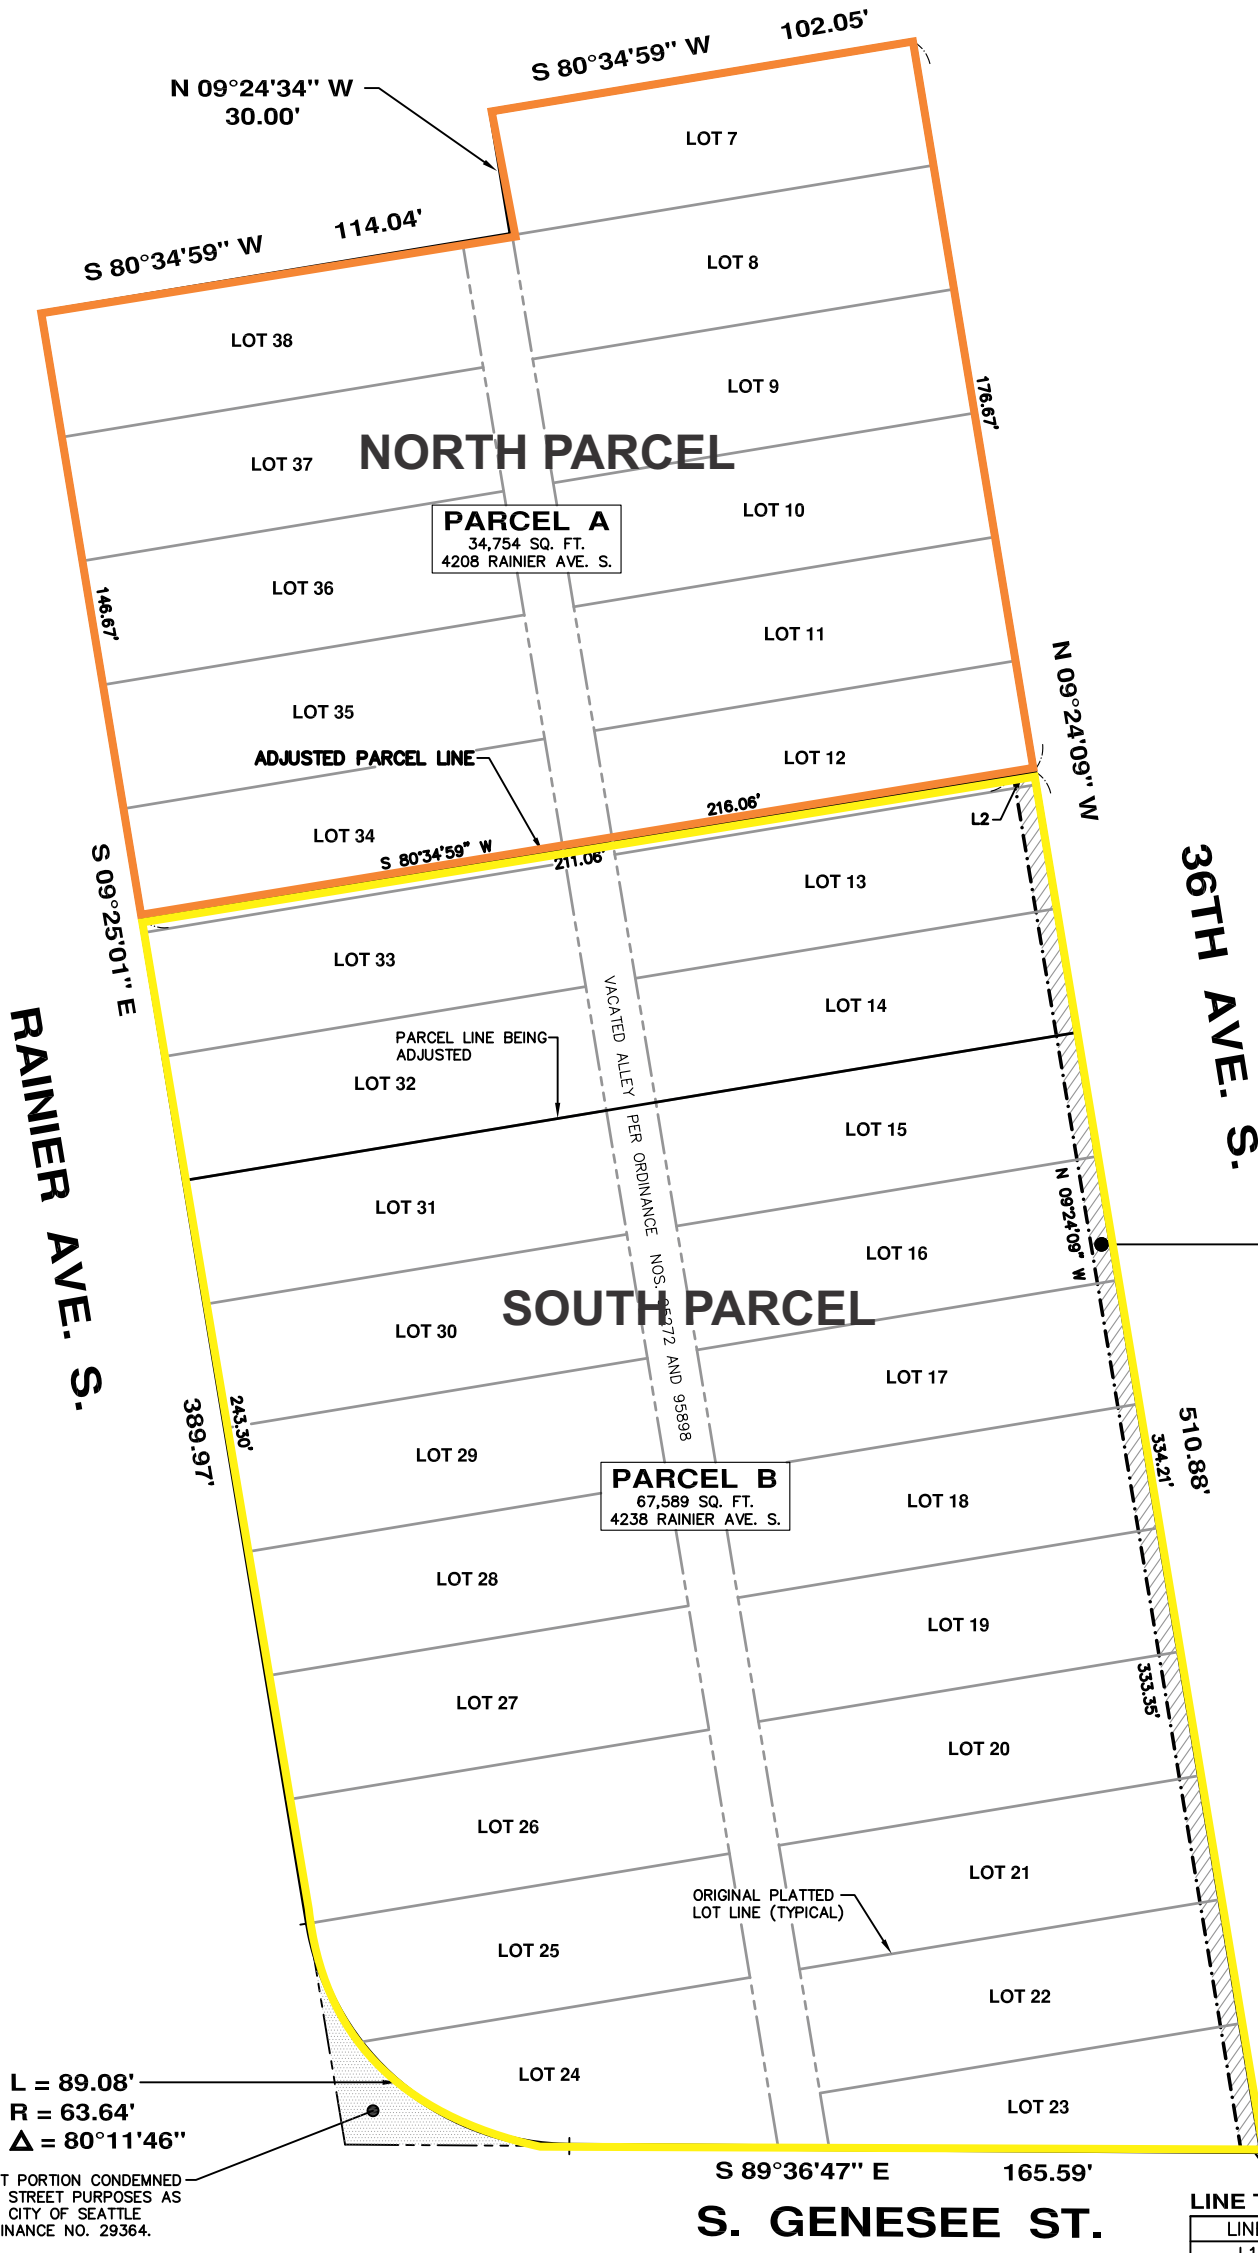 102.05'
S 80°34'59" W
N 09°24'34" W
30.00'
LOT 7
114.04'
S 80°34'59" W
LOT 8
LOT 38
LOT 9
176.67'
NORTH PARCEL
LOT 37
LOT 10
PARCEL A
34,754 SQ. FT.
4208 RAINIER AVE. S.
LOT 36
146.67'
LOT 11
N 09°24'09" W
LOT 35
ADJUSTED PARCEL LINE
LOT 12
216.06'
L2
LOT 34
S 80°34'59" W
211.06'
S 09°25'01" E
LOT 13
36TH AVE. S.
LOT 33
LOT 14
VACATED ALLEY PER ORDINANCE NOS. 95272 AND 95898
PARCEL LINE BEING
ADJUSTED
LOT 32
RAINIER AVE. S.
LOT 15
N 09°24'09" W
LOT 31
LOT 16
SOUTH PARCEL
LOT 30
LOT 17
389.97'
243.30'
510.88'
334.21'
LOT 29
PARCEL B
67,589 SQ. FT.
4238 RAINIER AVE. S.
LOT 18
LOT 28
LOT 19
333.35'
LOT 27
LOT 20
LOT 26
LOT 21
ORIGINAL PLATTED
LOT LINE (TYPICAL)
LOT 25
LOT 22
LOT 24
L = 89.08'
R = 63.64'
Δ = 80°11'46"
LOT 23
T PORTION CONDEMNED
STREET PURPOSES AS
CITY OF SEATTLE
INANCE NO. 29364.
S 89°36'47" E
165.59'
S. GENESEE ST.
LINE
LIN